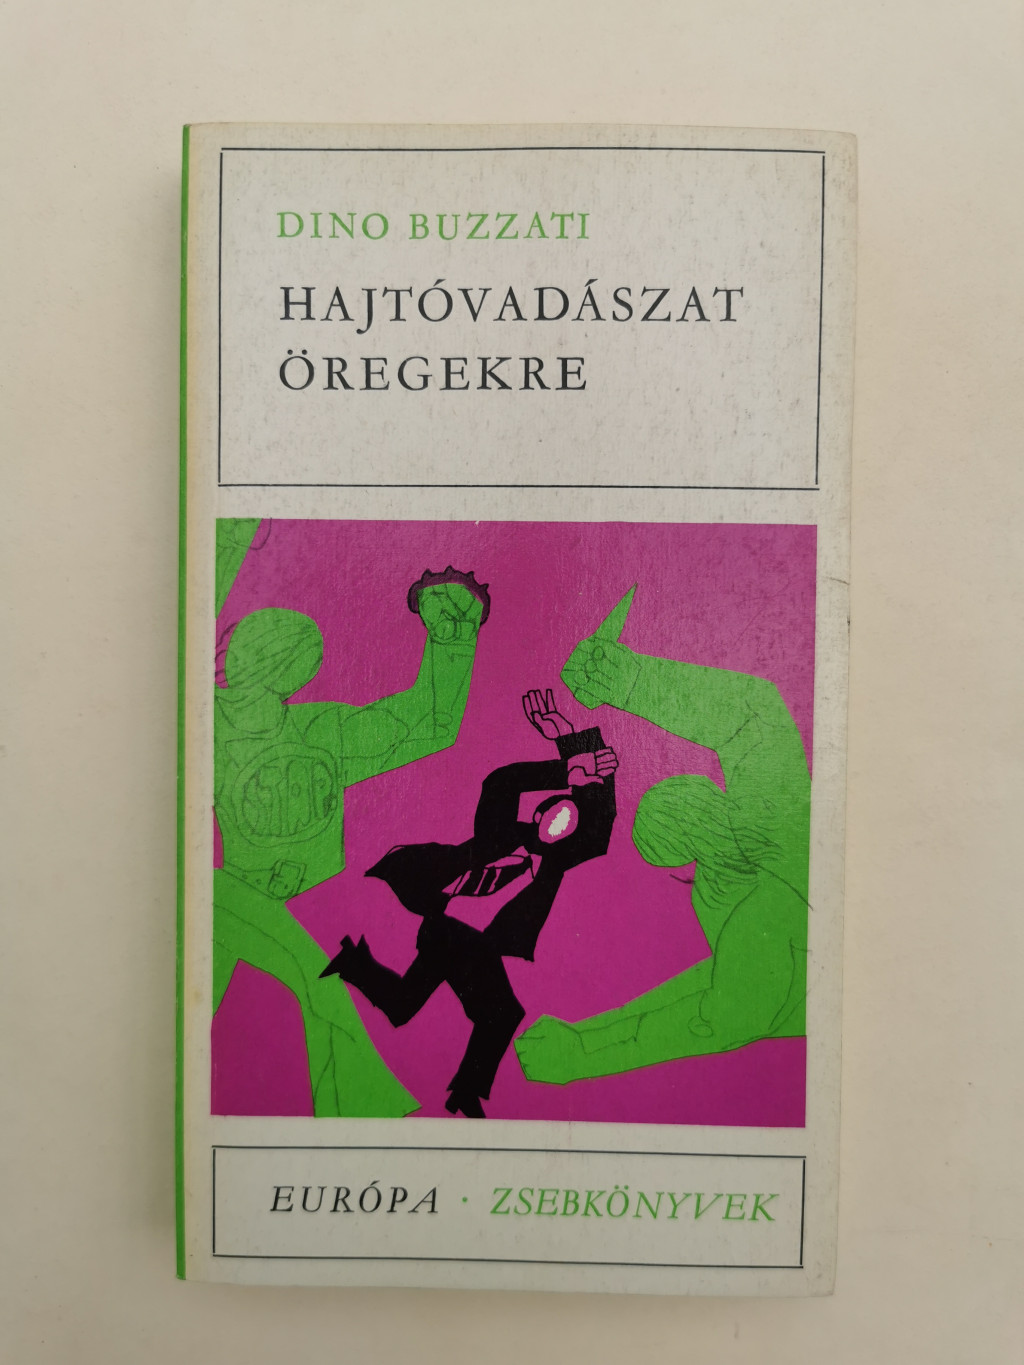 DINO BUZZATI
HAJTÓVADÁSZAT
ÖREGEKRE
EURÓPA · ZSEBKÖNYVEK